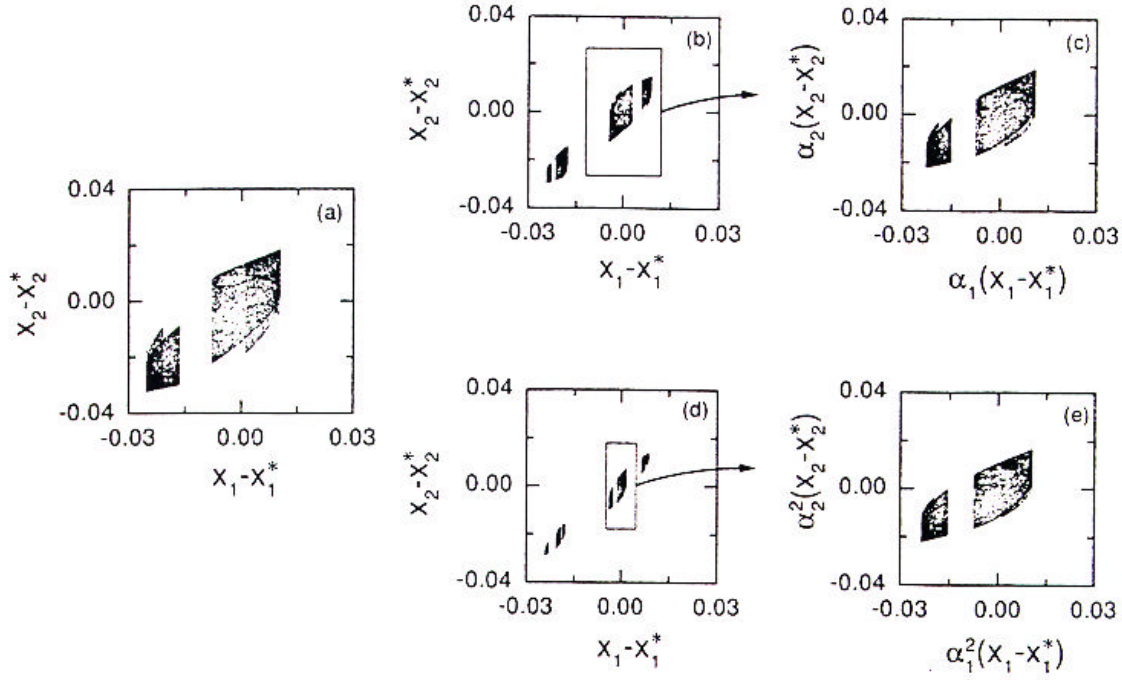 (a)
0.04
0.00
-0.04
-0.03
0.00
0.03
X₂-X₂*
X₁-X₁*
(b)
0.04
0.00
-0.04
-0.03
0.00
0.03
X₂-X₂*
X₁-X₁*
(c)
0.04
0.00
-0.04
-0.03
0.00
0.03
α₂(X₂-X₂*)
α₁(X₁-X₁*)
(d)
0.04
0.00
-0.04
-0.03
0.00
0.03
X₂-X₂*
X₁-X₁*
(e)
0.04
0.00
-0.04
-0.03
0.00
0.03
α₂²(X₂-X₂*)
α₁²(X₁-X₁*)